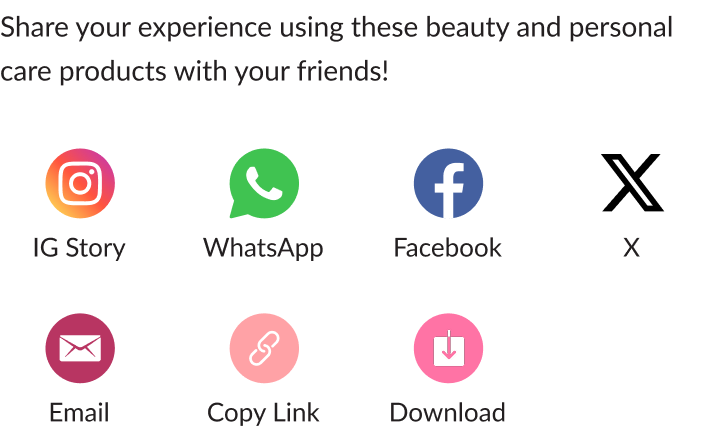 Share your experience using these beauty and personal
care products with your friends!
IG Story
WhatsApp
Facebook
X
Email
Copy Link
Download